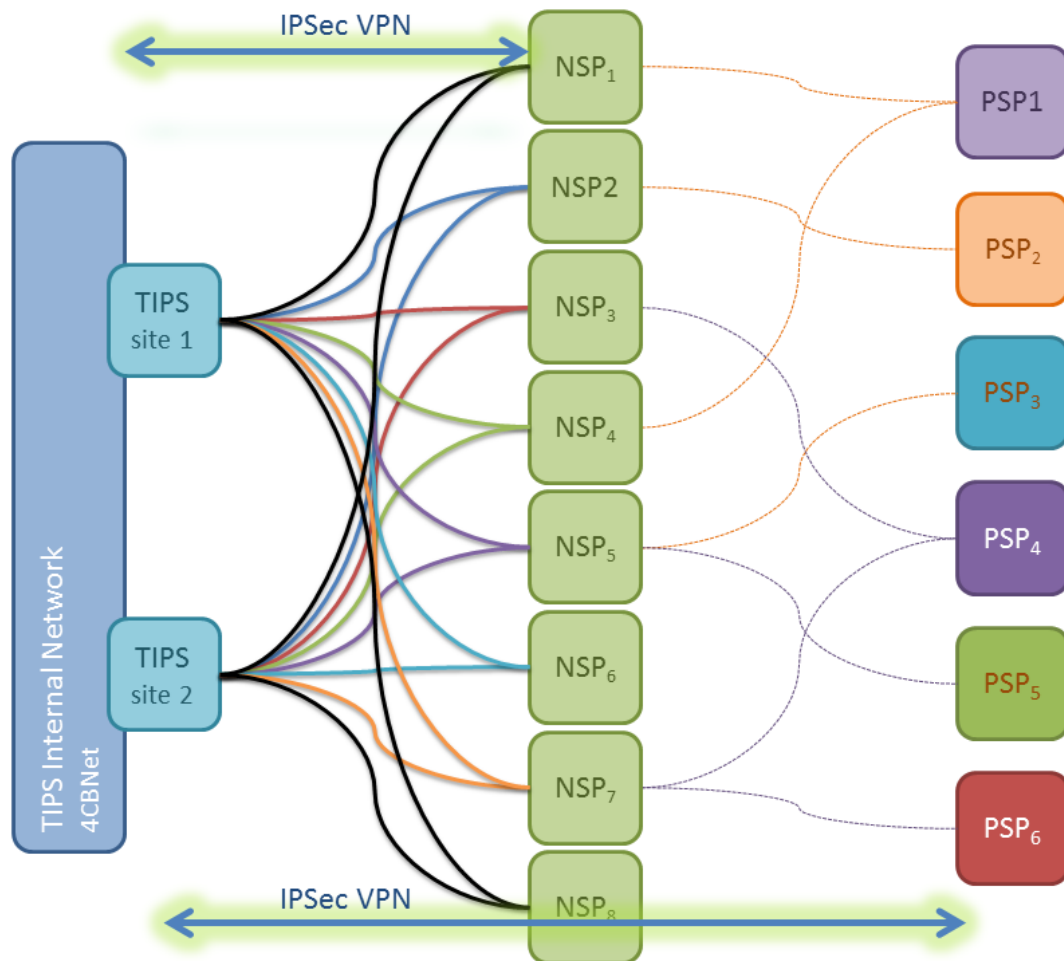 IPSec VPN
NSP₁
PSP1
NSP2
PSP₂
TIPS
site 1
NSP₃
PSP₃
NSP₄
NSP₅
PSP₄
TIPS Internal Network
4CBNet
TIPS
site 2
NSP₆
PSP₅
NSP₇
PSP₆
IPSec VPN
NSP₈